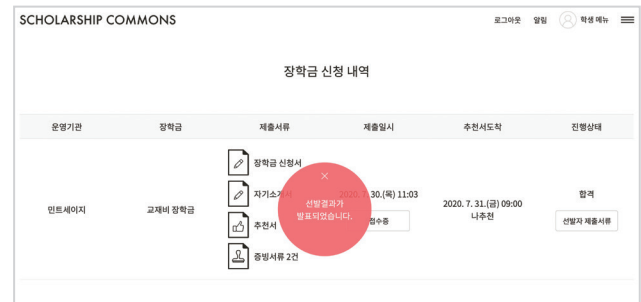 SCHOLARSHIP COMMONS
로그아웃 알림 학생 메뉴
장학금 신청 내역
운영기관 장학금 제출서류 제출일시 추천서도착 진행상태
민트세이지
교재비 장학금
장학금 신청서
자기소개서
추천서
증빙서류 2건
2020. 7. 30.(목) 11:03
접수증
선발결과가
발표되었습니다.
2020. 7. 31.(금) 09:00
나추천
합격
선발자 제출서류